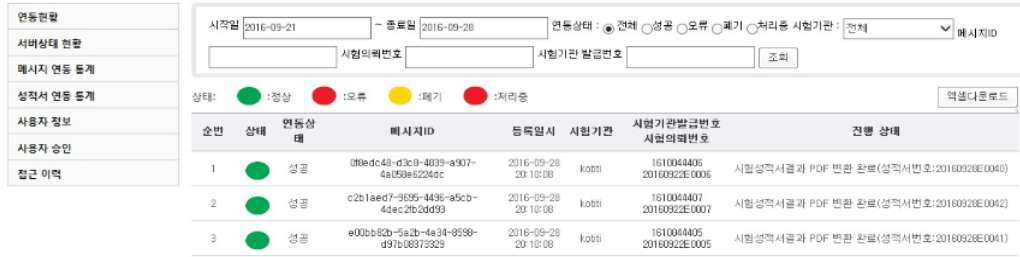 연동현황
서버상태 현황
메시지 연동 통계
성적서 연동 통계
사용자 정보
사용자 승인
접근 이력
시작일 2016-09-21 ~ 종료일 2016-09-28 연동상태 : 전체 성공 오류 폐기 처리중 시험기관 : 전체 메시지ID
시험의뢰번호 시험기관 발급번호 조회
상태: :정상 :오류 :폐기 :처리중 엑셀다운로드
순번 상태 연동상태 메시지ID 등록일시 시험기관 시험기관발급번호 시험의뢰번호 진행 상태
1 성공 0f8edc48-d3c8-4839-a907-4a058e6224dc 2016-09-28 20:10:08 kotiti 1610044406 20160922E0006 시험성적서결과 PDF 변환 완료(성적서번호:20160928E0040)
2 성공 c2b1aed7-9695-4496-a5cb-4dec2fb2dd93 2016-09-28 20:10:08 kotiti 1610044407 20160922E0007 시험성적서결과 PDF 변환 완료(성적서번호:20160928E0042)
3 성공 e00bb82b-5a2b-4e34-8598-d97b08373329 2016-09-28 20:10:08 kotiti 1610044405 20160922E0005 시험성적서결과 PDF 변환 완료(성적서번호:20160928E0041)